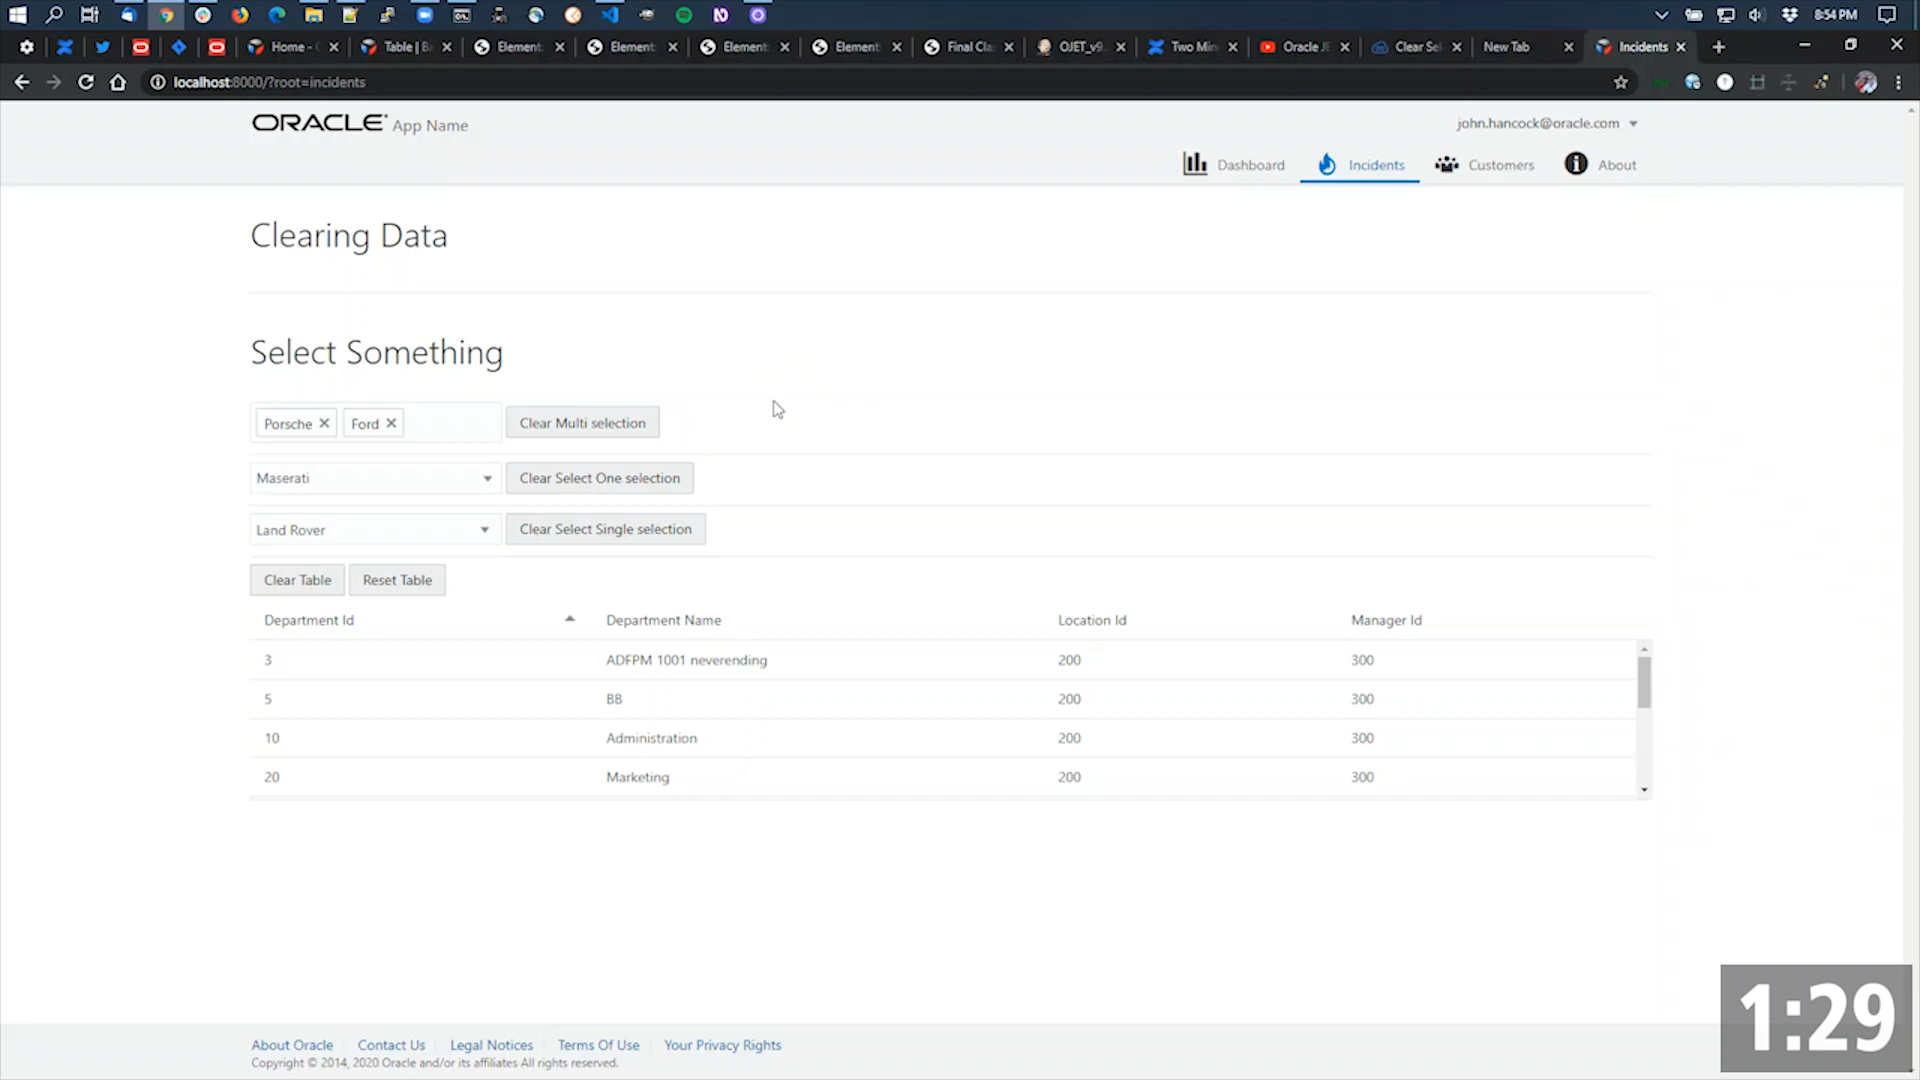 8:54 PM
Home -
Table | B
Element
Element
Element
Element
Final Cla
OJET_v9.
Two Min
Oracle JE
Clear Sel
New Tab
Incidents
localhost:8000/?root=incidents
ORACLE App Name
john.hancock@oracle.com
Dashboard
Incidents
Customers
About
Clearing Data
Select Something
Porsche Ford Clear Multi selection
Maserati Clear Select One selection
Land Rover Clear Select Single selection
Clear Table Reset Table
Department Id Department Name Location Id Manager Id
3 ADFPM 1001 neverending 200 300
5 BB 200 300
10 Administration 200 300
20 Marketing 200 300
1:29
About Oracle Contact Us Legal Notices Terms Of Use Your Privacy Rights
Copyright © 2014, 2020 Oracle and/or its affiliates All rights reserved.